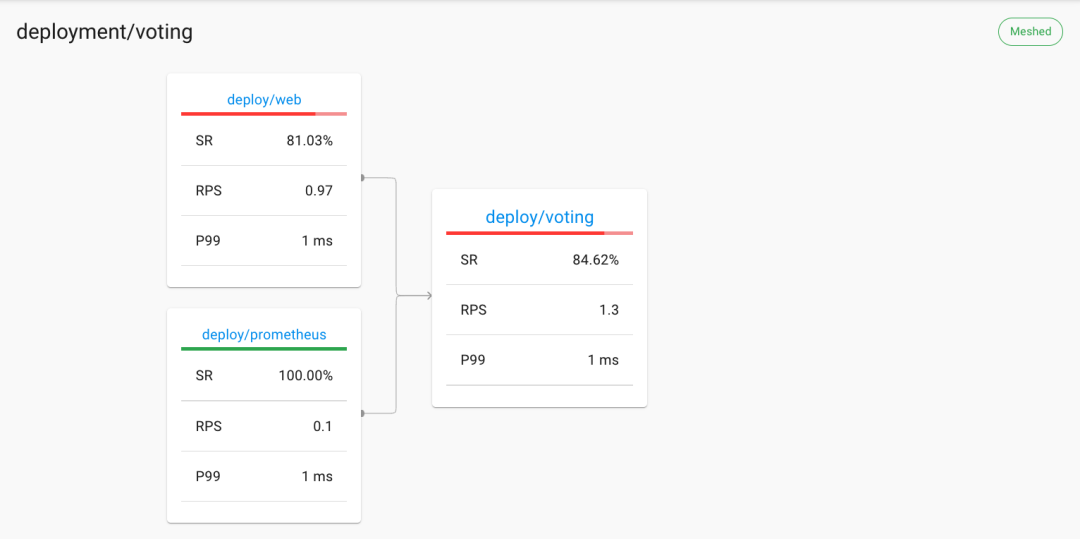 deployment/voting
Meshed
deploy/web
SR 81.03%
RPS 0.97
P99 1 ms
deploy/prometheus
SR 100.00%
RPS 0.1
P99 1 ms
deploy/voting
SR 84.62%
RPS 1.3
P99 1 ms